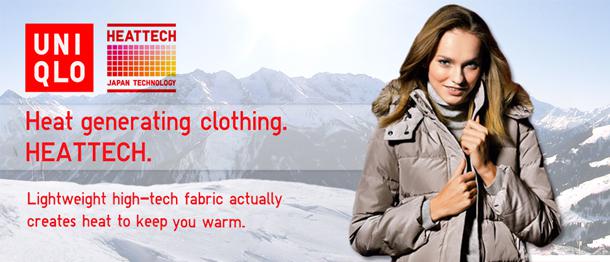 UNI
QLO
HEATTECH
JAPAN TECHNOLOGY
Heat generating clothing.
HEATTECH.
Lightweight high-tech fabric actually
creates heat to keep you warm.